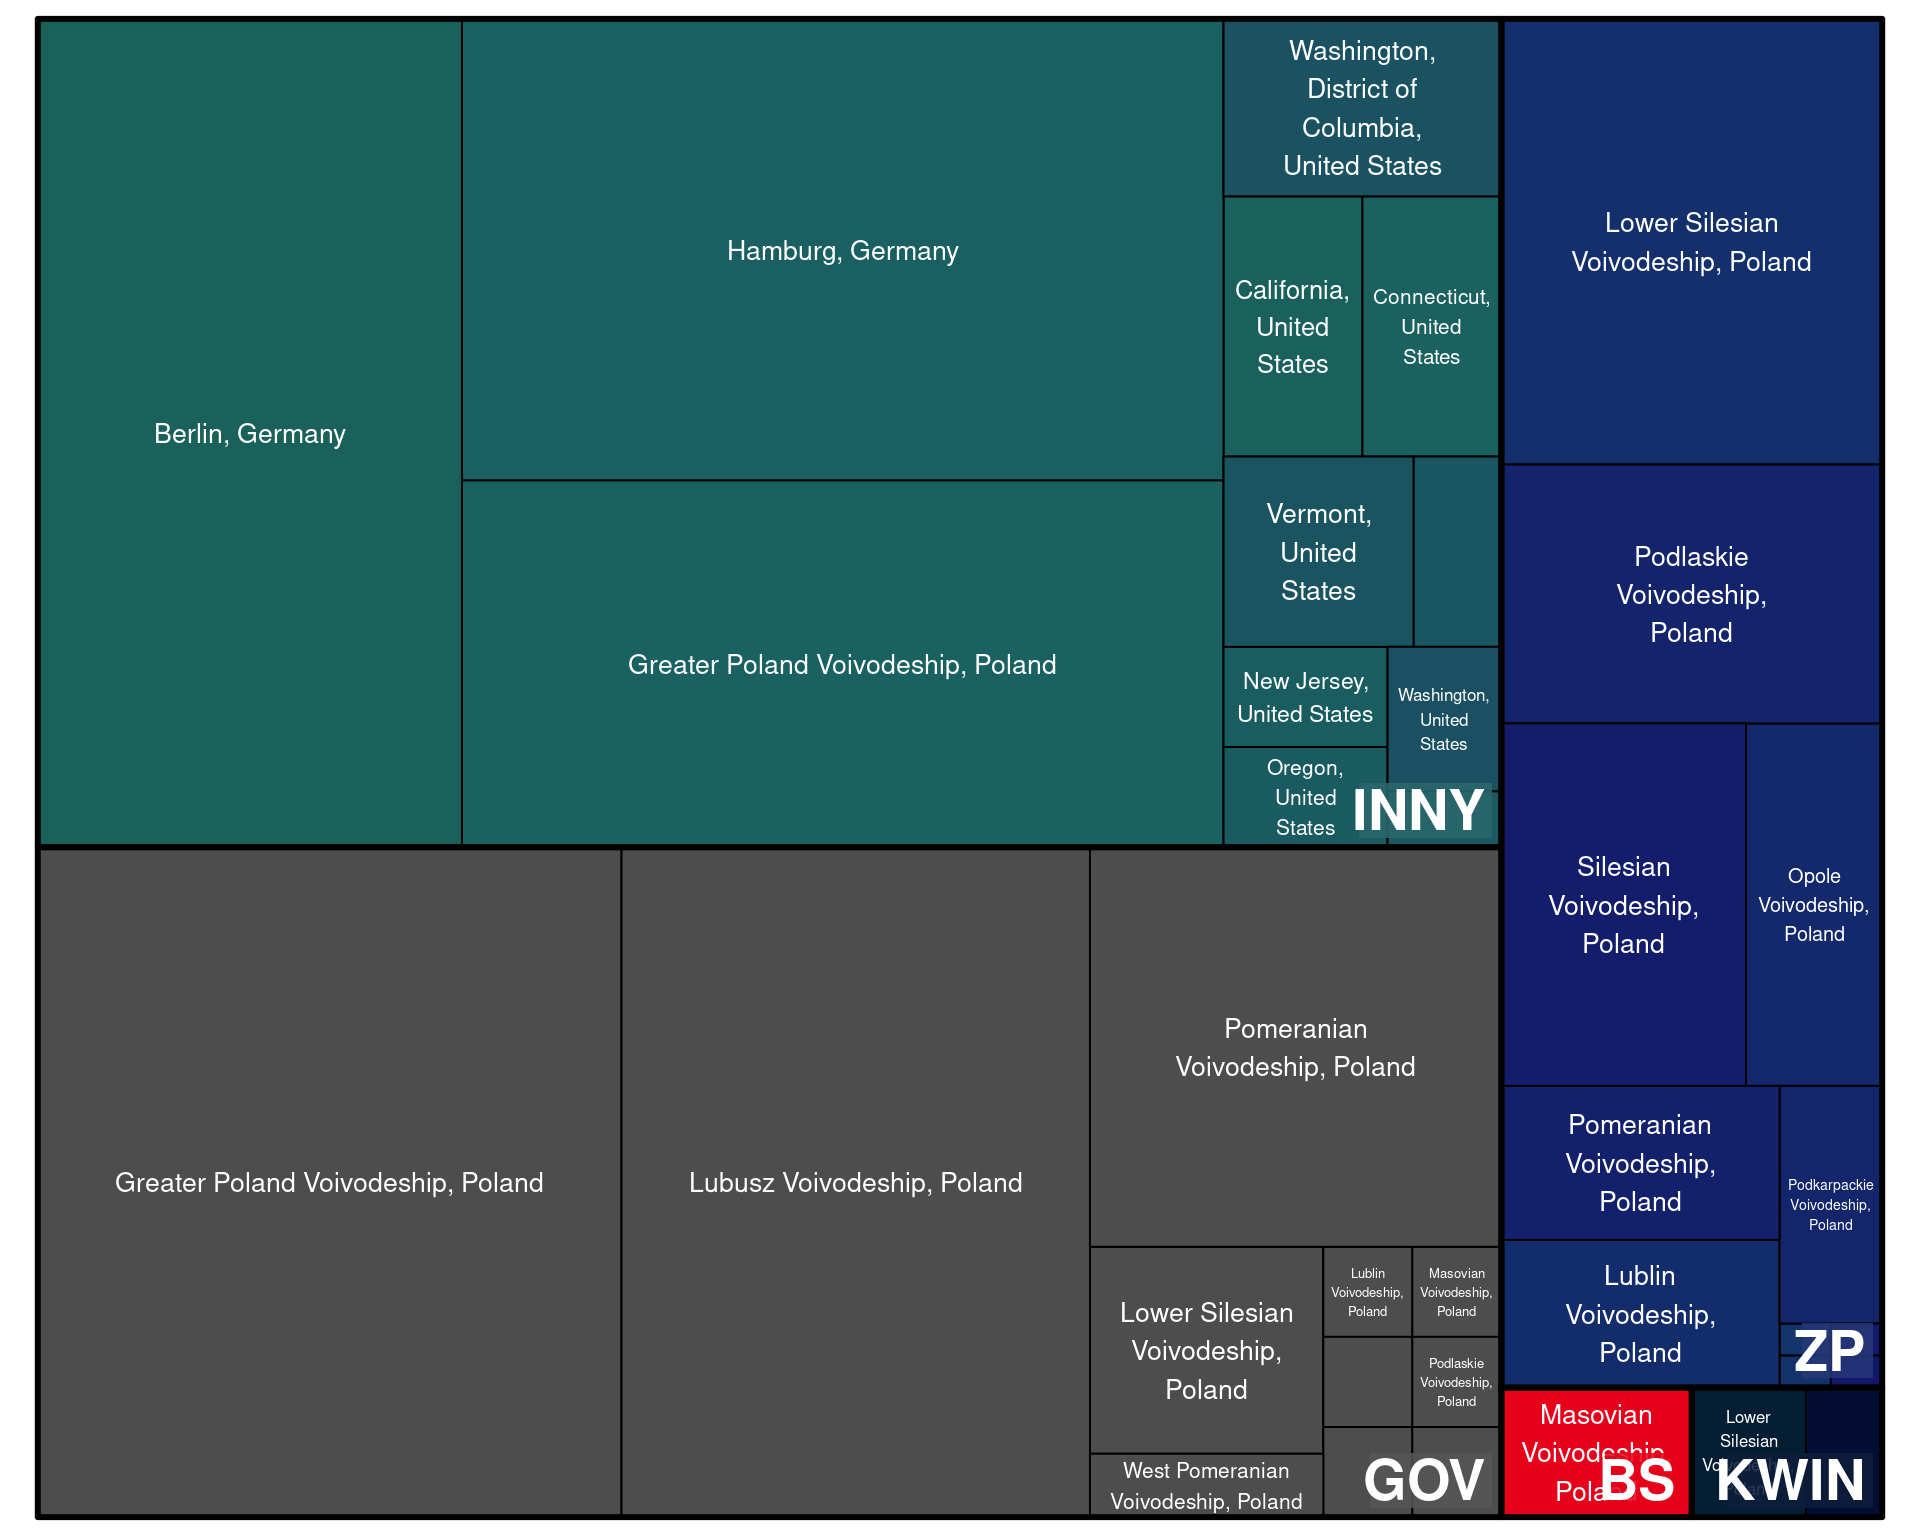 Berlin, Germany
Hamburg, Germany
Greater Poland Voivodeship, Poland
Washington,
District of
Columbia,
United States
California,
United
States
Connecticut,
United
States
Vermont,
United
States
New Jersey,
United States
Washington,
United
States
Oregon,
United
States
INNY
Greater Poland Voivodeship, Poland
Lubusz Voivodeship, Poland
Pomeranian
Voivodeship, Poland
Lower Silesian
Voivodeship,
Poland
West Pomeranian
Voivodeship, Poland
Lublin
Voivodeship,
Poland
Masovian
Voivodeship,
Poland
Podlaskie
Voivodeship,
Poland
GOV
Lower Silesian
Voivodeship, Poland
Podlaskie
Voivodeship,
Poland
Silesian
Voivodeship,
Poland
Opole
Voivodeship,
Poland
Pomeranian
Voivodeship,
Poland
Podkarpackie
Voivodeship,
Poland
Lublin
Voivodeship,
Poland
ZP
Masovian
Voivodeship,
Poland
BS
Lower
Silesian
KWIN